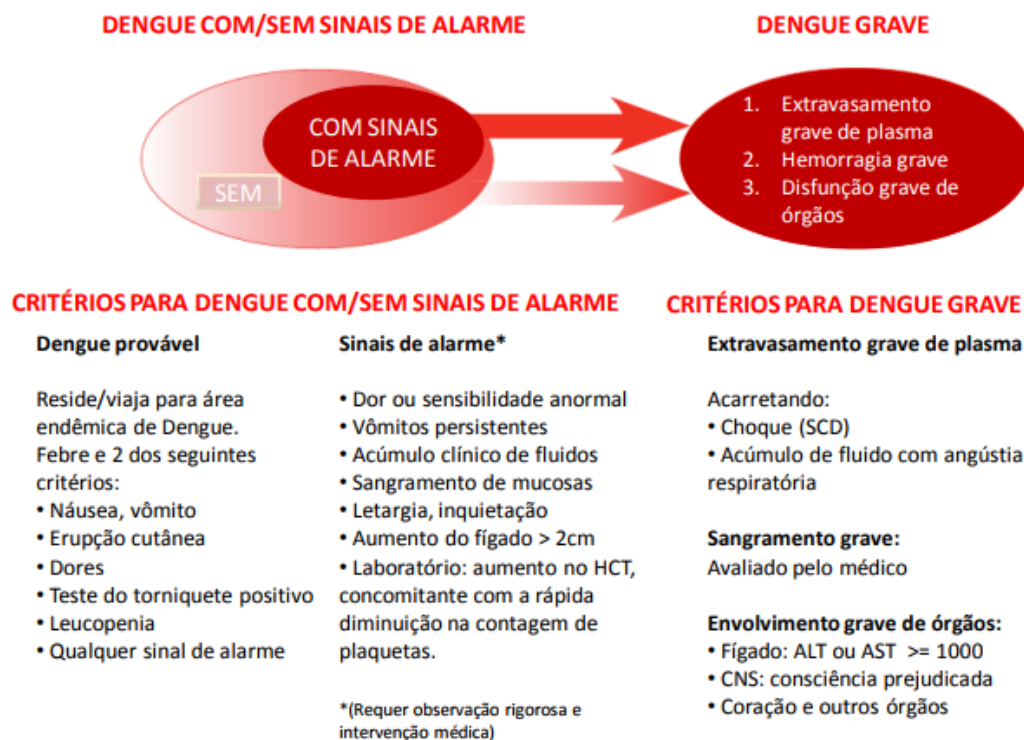 DENGUE COM/SEM SINAIS DE ALARME
DENGUE GRAVE
COM SINAIS
DE ALARME
SEM
1. Extravasamento
grave de plasma
2. Hemorragia grave
3. Disfunção grave de
órgãos
CRITÉRIOS PARA DENGUE COM/SEM SINAIS DE ALARME
Dengue provável
Reside/viaja para área
endêmica de Dengue.
Febre e 2 dos seguintes
critérios:
• Náusea, vômito
• Erupção cutânea
• Dores
• Teste do torniquete positivo
• Leucopenia
• Qualquer sinal de alarme
Sinais de alarme*
• Dor ou sensibilidade anormal
• Vômitos persistentes
• Acúmulo clínico de fluidos
• Sangramento de mucosas
• Letargia, inquietação
• Aumento do fígado > 2cm
• Laboratório: aumento no HCT,
concomitante com a rápida
diminuição na contagem de
plaquetas.
*(Requer observação rigorosa e
intervenção médica)
CRITÉRIOS PARA DENGUE GRAVE
Extravasamento grave de plasma
Acarretando:
• Choque (SCD)
• Acúmulo de fluido com angústia
respiratória
Sangramento grave:
Avaliado pelo médico
Envolvimento grave de órgãos:
• Fígado: ALT ou AST >= 1000
• CNS: consciência prejudicada
• Coração e outros órgãos